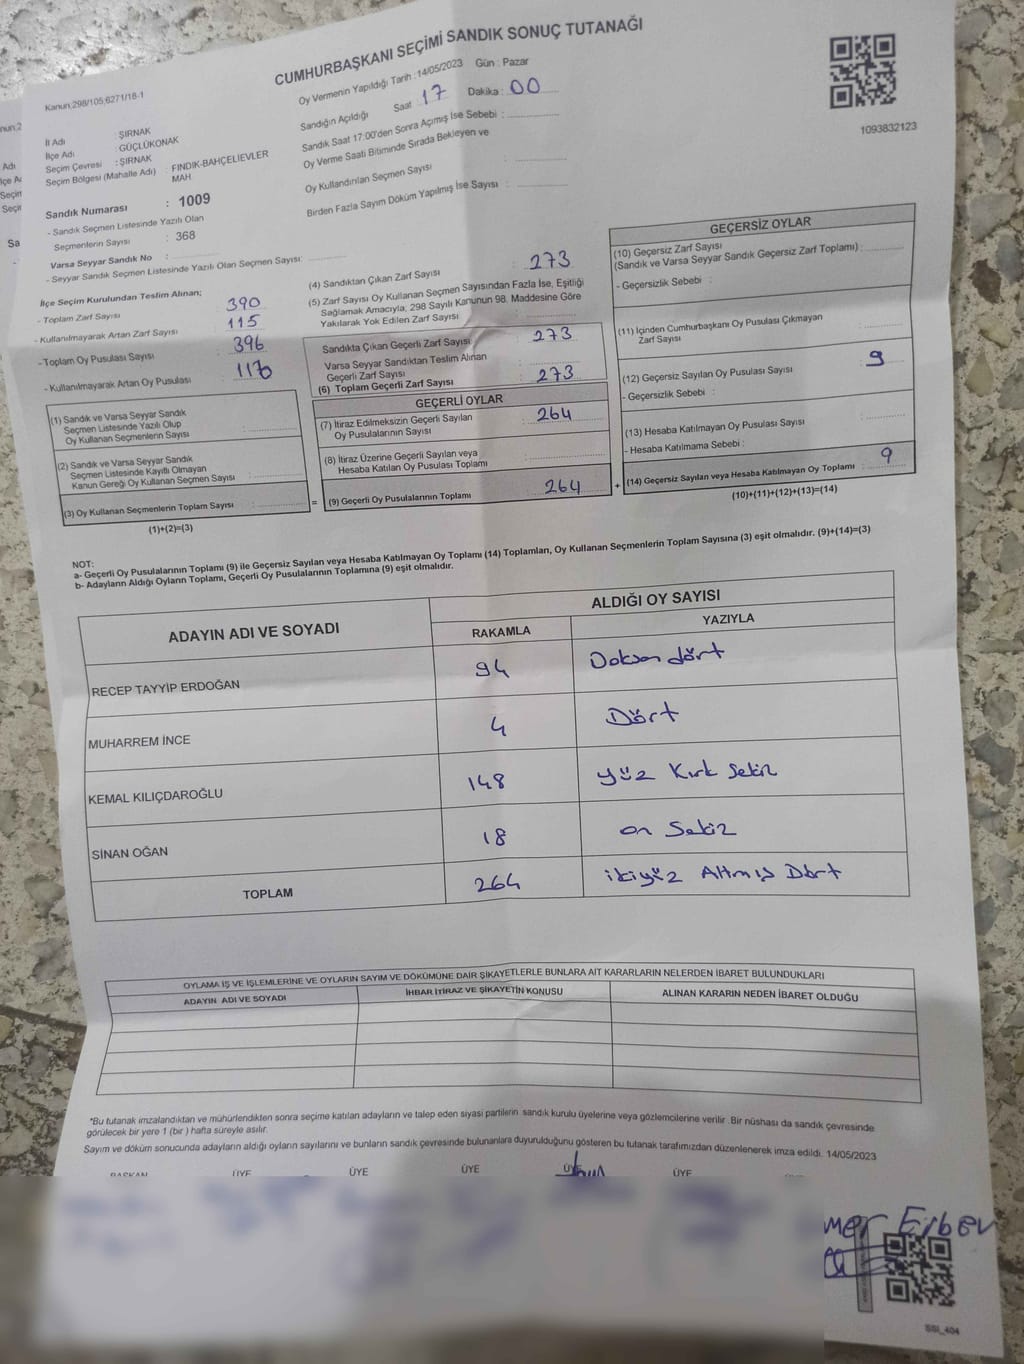 CUMHURBAŞKANI SEÇİMİ SANDIK SONUÇ TUTANAĞI
Kanun:298/105;6271/18-1
Oy Vermenin Yapıldığı Tarih :14/05/2023 Gün : Pazar
1093832123
İl Adı : ŞIRNAK
İlçe Adı : GÜÇLÜKONAK
Seçim Çevresi : ŞIRNAK
Seçim Bölgesi (Mahalle Adı) : FINDIK-BAHÇELİEVLER MAH.
Sandık Numarası : 1009
- Sandık Seçmen Listesinde Yazılı Olan
Seçmenlerin Sayısı : 368
Varsa Seyyar Sandık No :
- Seyyar Sandık Seçmen Listesinde Yazılı Olan Seçmen Sayısı:
Sandığın Açıldığı Saat : 17 Dakika : 00
Sandık Saat 17:00'den Sonra Açımış İse Sebebi :
Oy Verme Saati Bitiminde Sırada Bekleyen ve
Oy Kullandırılan Seçmen Sayısı :
Birden Fazla Sayım Döküm Yapılmış İse Sayısı :
İlçe Seçim Kurulundan Teslim Alınan;
- Toplam Zarf Sayısı : 390
- Kullanılmayarak Artan Zarf Sayısı : 115
- Toplam Oy Pusulası Sayısı : 396
- Kullanılmayarak Artan Oy Pusulası :
(1) Sandık ve Varsa Seyyar Sandık
Seçmen Listesinde Yazılı Olup
Oy Kullanan Seçmenlerin Sayısı :
(2) Sandık ve Varsa Seyyar Sandık
Seçmen Listesinde Kayıtlı Olmayan
Kanun Gereği Oy Kullanan Seçmen Sayısı :
(3) Oy Kullanan Seçmenlerin Toplam Sayısı :
(1)+(2)=(3)
(4) Sandıktan Çıkan Zarf Sayısı : 273
(5) Zarf Sayısı Oy Kullanan Seçmen Sayısından Fazla İse, Eşitliği
Sağlamak Amacıyla, 298 Sayılı Kanunun 98. Maddesine Göre
Yakılarak Yok Edilen Zarf Sayısı :
Sandıkta Çıkan Geçerli Zarf Sayısı : 273
Varsa Seyyar Sandıktan Teslim Alınan
Geçerli Zarf Sayısı :
(6) Toplam Geçerli Zarf Sayısı : 273
GEÇERLİ OYLAR
(7) İtiraz Edilmeksizin Geçerli Sayılan
Oy Pusulalarının Sayısı : 264
(8) İtiraz Üzerine Geçerli Sayılan veya
Hesaba Katılan Oy Pusulası Toplamı :
= (9) Geçerli Oy Pusulalarının Toplamı : 264
GEÇERSİZ OYLAR
(10) Geçersiz Zarf Sayısı
(Sandık ve Varsa Seyyar Sandık Geçersiz Zarf Toplamı) :
- Geçersizlik Sebebi :
(11) İçinden Cumhurbaşkanı Oy Pusulası Çıkmayan
Zarf Sayısı :
(12) Geçersiz Sayılan Oy Pusulası Sayısı : 9
- Geçersizlik Sebebi :
(13) Hesaba Katılmayan Oy Pusulası Sayısı :
- Hesaba Katılmama Sebebi :
+ (14) Geçersiz Sayılan veya Hesaba Katılmayan Oy Toplamı : 9
(10)+(11)+(12)+(13)=(14)
NOT:
a- Geçerli Oy Pusulalarının Toplamı (9) ile Geçersiz Sayılan veya Hesaba Katılmayan Oy Toplamı (14) Toplamları, Oy Kullanan Seçmenlerin Toplam Sayısına (3) eşit olmalıdır. (9)+(14)=(3)
b- Adayların Aldığı Oyların Toplamı, Geçerli Oy Pusulalarının Toplamına (9) eşit olmalıdır.
ADAYIN ADI VE SOYADI ALDIĞI OY SAYISI
RAKAMLA YAZIYLA
RECEP TAYYİP ERDOĞAN 94 Doksan dört
MUHARREM İNCE 4 Dört
KEMAL KILIÇDAROĞLU 148 yüz Kırk Sekiz
SİNAN OĞAN 18 on Sekiz
TOPLAM 264 ikiyüz Altmış Dört
OYLAMA İŞ VE İŞLEMLERİNE VE OYLARIN SAYIM VE DÖKÜMÜNE DAİR ŞİKAYETLERLE BUNLARA AİT KARARLARIN NELERDEN İBARET BULUNDUKLARI
ADAYIN ADI VE SOYADI İHBAR İTİRAZ VE ŞİKAYETİN KONUSU ALINAN KARARIN NEDEN İBARET OLDUĞU
*Bu tutanak imzalandıktan ve mühürlendikten sonra seçime katılan adayların ve talep eden siyasi partilerin sandık kurulu üyelerine veya gözlemcilerine verilir. Bir nüshası da sandık çevresinde
görülecek bir yere 1 (bir) hafta süreyle asılır.
Sayım ve döküm sonucunda adayların aldığı oyların sayılarını ve bunların sandık çevresinde bulunanlara duyurulduğunu gösteren bu tutanak tarafımızdan düzenlenerek imza edildi. 14/05/2023
BAŞKAN ÜYE ÜYE ÜYE ÜYE ÜYE
SSI_404